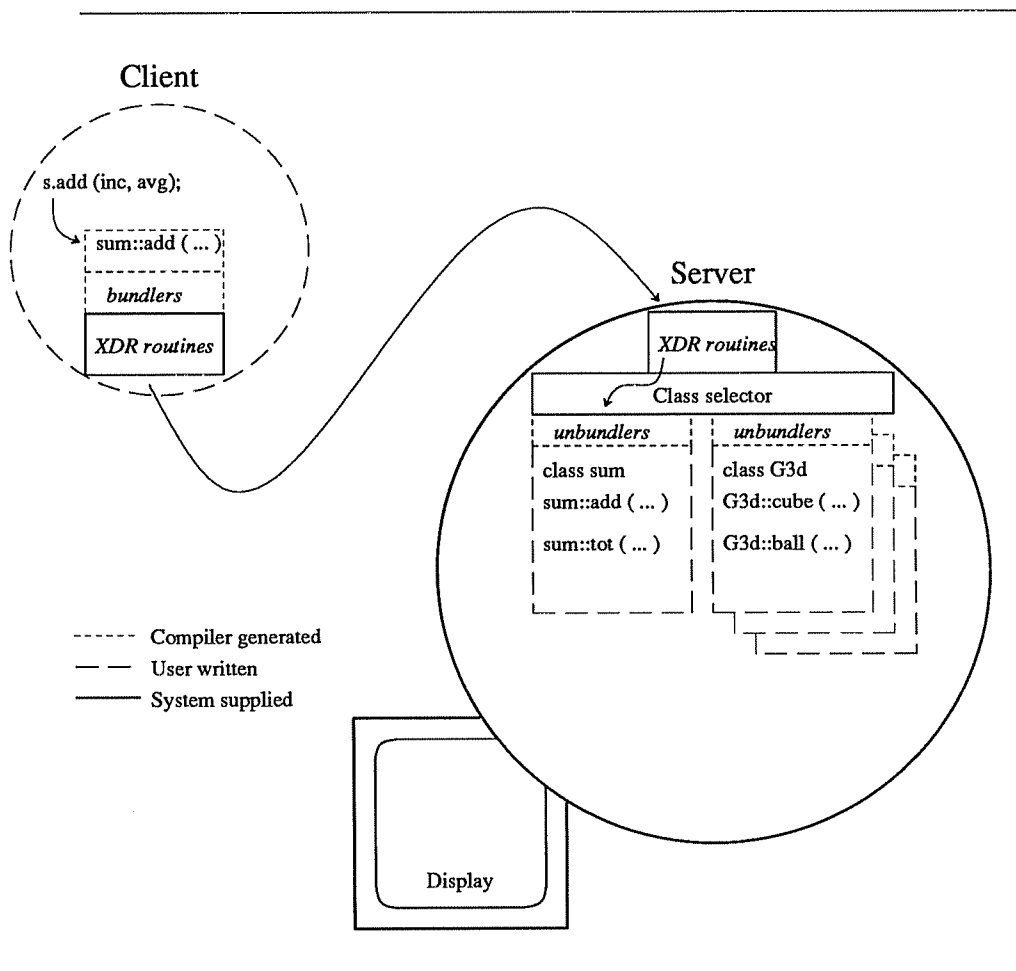 Client
s.add (inc, avg);
sum::add ( ... )
bundlers
XDR routines
Server
XDR routines
Class selector
unbundlers
class sum
sum::add ( ... )
sum::tot ( ... )
unbundlers
class G3d
G3d::cube ( ... )
G3d::ball ( ... )
Compiler generated
User written
System supplied
Display